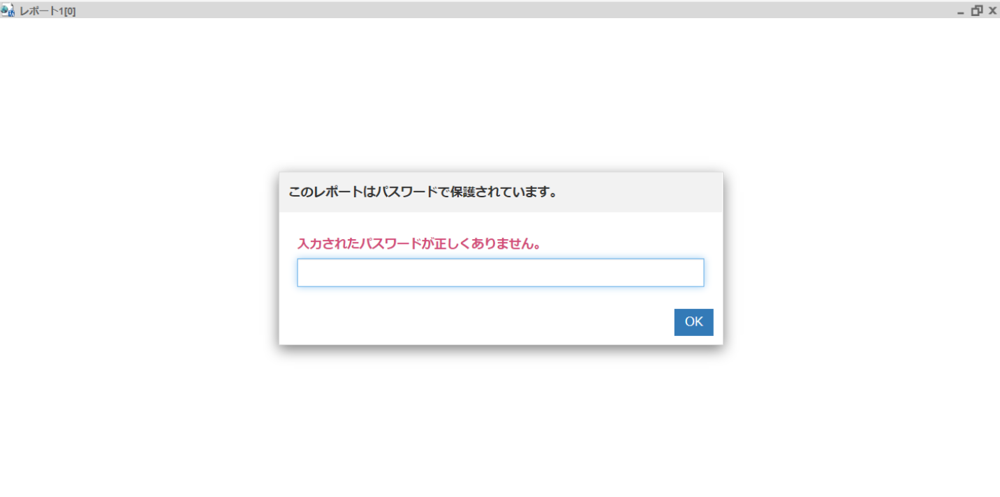 レポート1[0]
このレポートはパスワードで保護されています。
入力されたパスワードが正しくありません。
OK